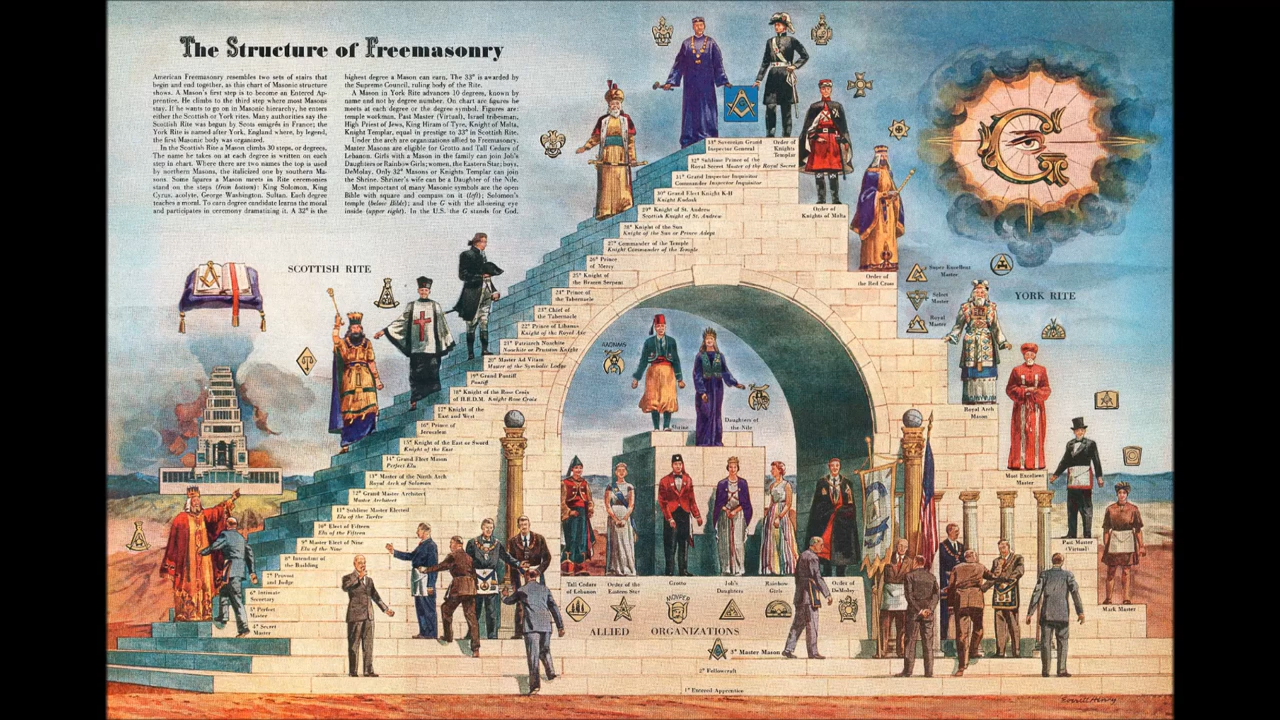 The Structure of Freemasonry
American Freemasonry resembles two sets of stairs that
begin and end together, as this chart of Masonic structure
shows. A Mason's first step is to become an Entered Ap-
prentice. He climbs to the third step where most Masons
stay. If he wants to go on in Masonic hierarchy, he enters
either the Scottish or York rites. Many authorities say the
Scottish Rite was begun by Scots emigrés in France; the
York Rite is named after York, England where, by legend,
the first Masonic body was organized.
In the Scottish Rite a Mason climbs 30 steps, or degrees.
The name he takes on at each degree is written on each
step in chart. Where there are two names the top is used
by northern Masons, the italicized one by southern Ma-
sons. Some figures a Mason meets in Rite ceremonies
stand on the steps (from bottom): King Solomon, King
Cyrus, acolyte, George Washington, Sultan. Each degree
teaches a moral. To earn degree candidate learns the moral
and participates in ceremony dramatizing it. A 32° is the
highest degree a Mason can earn. The 33° is awarded by
the Supreme Council, ruling body of the Rite.
A Mason in York Rite advances 10 degrees, known by
name and not by degree number. On chart are figures he
meets at each degree or the degree symbol. Figures are:
temple workman, Past Master (Virtual), Israel tribesman,
High Priest of Jews, King Hiram of Tyre, Knight of Malta,
Knight Templar, equal in prestige to 33° in Scottish Rite.
Under the arch are organizations allied to Freemasonry.
Master Masons are eligible for Grotto and Tall Cedars of
Lebanon. Girls with a Mason in the family can join Job's
Daughters or Rainbow Girls; women, the Eastern Star; boys,
DeMolay. Only 32° Masons or Knights Templar can join
the Shrine. Shriner's wife can be a Daughter of the Nile.
Most important of many Masonic symbols are the open
Bible with square and compass on it (left); Solomon's
temple (below Bible); and the G with the all-seeing eye
inside (upper right). In the U.S. the G stands for God.
G
SCOTTISH RITE
YORK RITE
33° Sovereign Grand
Inspector General
32° Sublime Prince of the
Royal Secret Master of the Royal Secret
31° Grand Inspector Inquisitor
Commander Inspector Inquisitor
30° Grand Elect Knight K-H
Knight Kadosh
29° Knight of St. Andrew
Scottish Knight of St. Andrew
28° Knight of the Sun
Knight of the Sun or Prince Adept
27° Commander of the Temple
Knight Commander of the Temple
26° Prince
of Mercy
25° Knight of
the Brazen Serpent
24° Prince of
the Tabernacle
23° Chief of
the Tabernacle
22° Prince of Libanus
Knight of the Royal Axe
21° Patriarch Noachite
Noachite or Prussian Knight
20° Master Ad Vitam
Master of the Symbolic Lodge
19° Grand Pontiff
Pontiff
18° Knight of the Rose Croix
of H.R.D.M. Knight Rose Croix
17° Knight of the
East and West
16° Prince of
Jerusalem
15° Knight of the East or Sword
Knight of the East
14° Grand Elect Mason
Perfect Elu
13° Master of the Ninth Arch
Royal Arch of Solomon
12° Grand Master Architect
Master Architect
11° Sublime Master Elected
Elu of the Twelve
10° Elect of Fifteen
Elu of the Fifteen
9° Master Elect of Nine
Elu of the Nine
8° Intendent of
the Building
7° Provost
and Judge
6° Intimate
Secretary
5° Perfect
Master
4° Secret
Master
Order of
Knights
Templar
Order of
Knights of Malta
Order of
the Red Cross
Super Excellent
Master
Select
Master
Royal
Master
Royal Arch
Mason
Most Excellent
Master
Past Master
(Virtual)
Mark Master
Shrine
Daughters of
the Nile
Tall Cedars
of Lebanon
Order of the
Eastern Star
Grotto
Job's
Daughters
Rainbow
Girls
Order of
DeMolay
MOVPER
ALLIED ORGANIZATIONS
3° Master Mason
2° Fellowcraft
1° Entered Apprentice